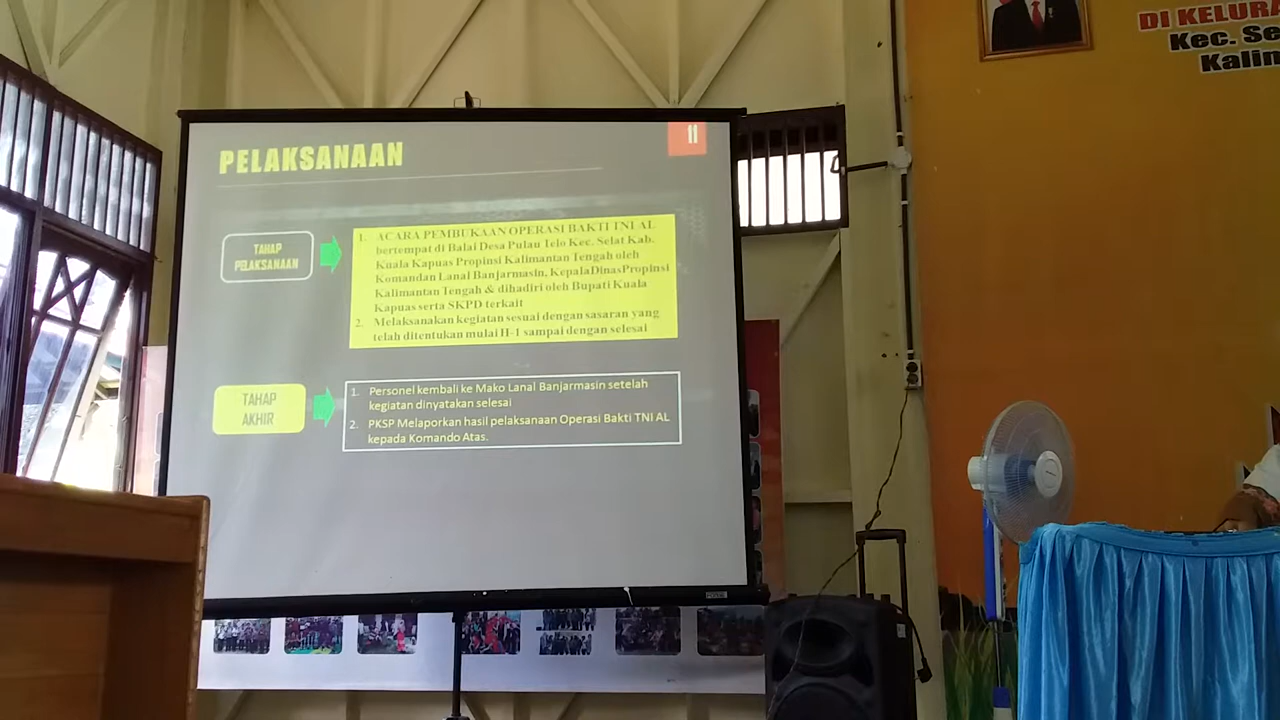 PELAKSANAAN
11
TAHAP
PELAKSANAAN
1. ACARA PEMBUKAAN OPERASI BAKTI TNI AL
bertempat di Balai Desa Pulau Telo Kec. Selat Kab.
Kuala Kapuas Propinsi Kalimantan Tengah oleh
Komandan Lanal Banjarmasin, KepalaDinasPropinsi
Kalimantan Tengah & dihadiri oleh Bupati Kuala
Kapuas serta SKPD terkait
2. Melaksanakan kegiatan sesuai dengan sasaran yang
telah ditentukan mulai H-1 sampai dengan selesai
TAHAP
AKHIR
1. Personel kembali ke Mako Lanal Banjarmasin setelah
kegiatan dinyatakan selesai
2. PKSP Melaporkan hasil pelaksanaan Operasi Bakti TNI AL
kepada Komando Atas.
DI KELURA
Kec. Se
Kalim